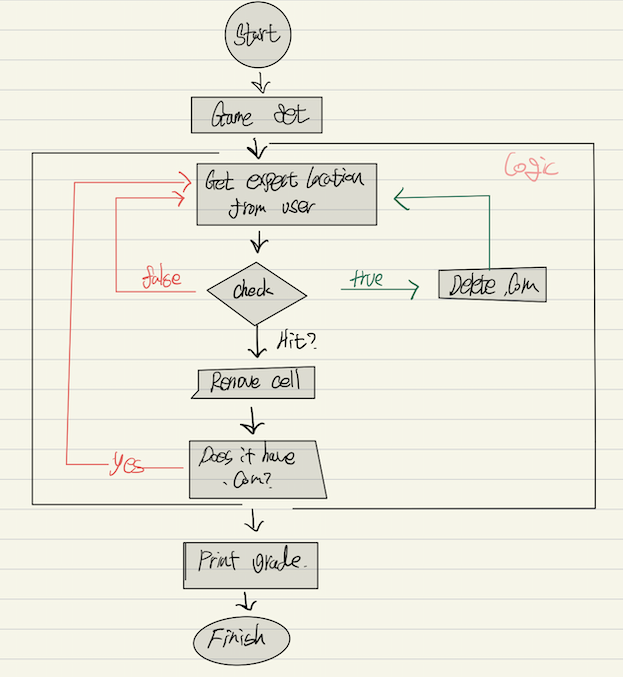 Start
Game set
Logic
Get expect location
from user
false
Check
true
Delete .Com
Hit?
Remove cell
Does it have
.Com?
yes
Print grade.
Finish